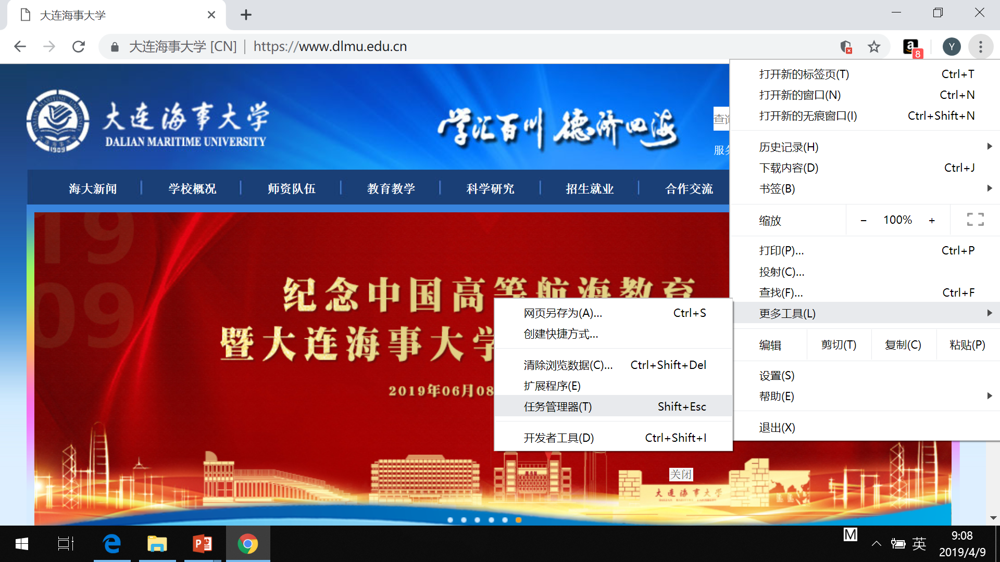 大连海事大学
大连海事大学 [CN] | https://www.dlmu.edu.cn
8
Y
大连海事大学
DALIAN MARITIME UNIVERSITY
DALIAN MARITIME UNIVERSITY
1909
学汇百川 德济四海
服务
海大新闻 学校概况 师资队伍 教育教学 科学研究 招生就业 合作交流
19
09
纪念中国高等航海教育
暨大连海事大学
2019年06月08
关闭
大连海事大学
打开新的标签页(T) Ctrl+T
打开新的窗口(N) Ctrl+N
打开新的无痕窗口(I) Ctrl+Shift+N
历史记录(H)
下载内容(D) Ctrl+J
书签(B)
缩放 - 100% +
打印(P)... Ctrl+P
投射(C)...
查找(F)... Ctrl+F
更多工具(L)
编辑 剪切(T) 复制(C) 粘贴(P)
设置(S)
帮助(E)
退出(X)
网页另存为(A)... Ctrl+S
创建快捷方式...
清除浏览数据(C)... Ctrl+Shift+Del
扩展程序(E)
任务管理器(T) Shift+Esc
开发者工具(D) Ctrl+Shift+I
M
英
9:08
2019/4/9